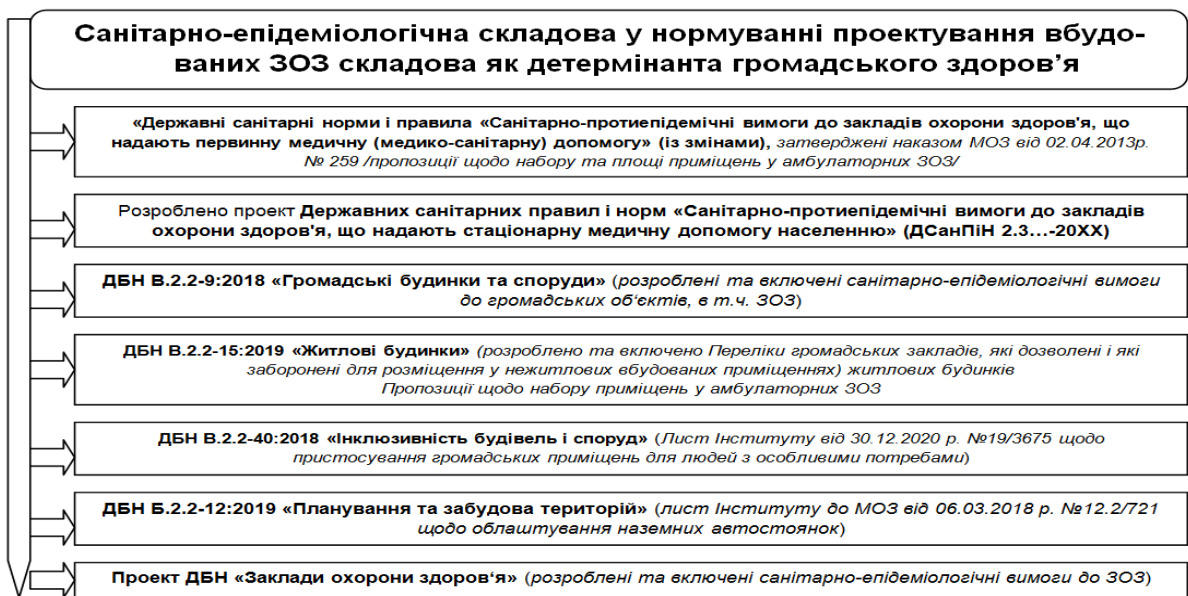 Санітарно-епідеміологічна складова у нормуванні проектування вбудо-
ваних ЗОЗ складова як детермінанта громадського здоров’я
«Державні санітарні норми і правила «Санітарно-протиепідемічні вимоги до закладів охорони здоров'я, що
надають первинну медичну (медико-санітарну) допомогу» (із змінами), затверджені наказом МОЗ від 02.04.2013р.
№ 259 /пропозиції щодо набору та площі приміщень у амбулаторних ЗОЗ/
Розроблено проект Державних санітарних правил і норм «Санітарно-протиепідемічні вимоги до закладів
охорони здоров'я, що надають стаціонарну медичну допомогу населенню» (ДСанПіН 2.3...-20ХХ)
ДБН В.2.2-9:2018 «Громадські будинки та споруди» (розроблені та включені санітарно-епідеміологічні вимоги
до громадських об‘єктів, в т.ч. ЗОЗ)
ДБН В.2.2-15:2019 «Житлові будинки» (розроблено та включено Переліки громадських закладів, які дозволені і які
заборонені для розміщення у нежитлових вбудованих приміщеннях) житлових будинків
Пропозиції щодо набору приміщень у амбулаторних ЗОЗ
ДБН В.2.2-40:2018 «Інклюзивність будівель і споруд» (Лист Інституту від 30.12.2020 р. №19/3675 щодо
пристосування громадських приміщень для людей з особливими потребами)
ДБН Б.2.2-12:2019 «Планування та забудова територій» (лист Інституту до МОЗ від 06.03.2018 р. №12.2/721
щодо облаштування наземних автостоянок)
Проект ДБН «Заклади охорони здоров‘я» (розроблені та включені санітарно-епідеміологічні вимоги до ЗОЗ)